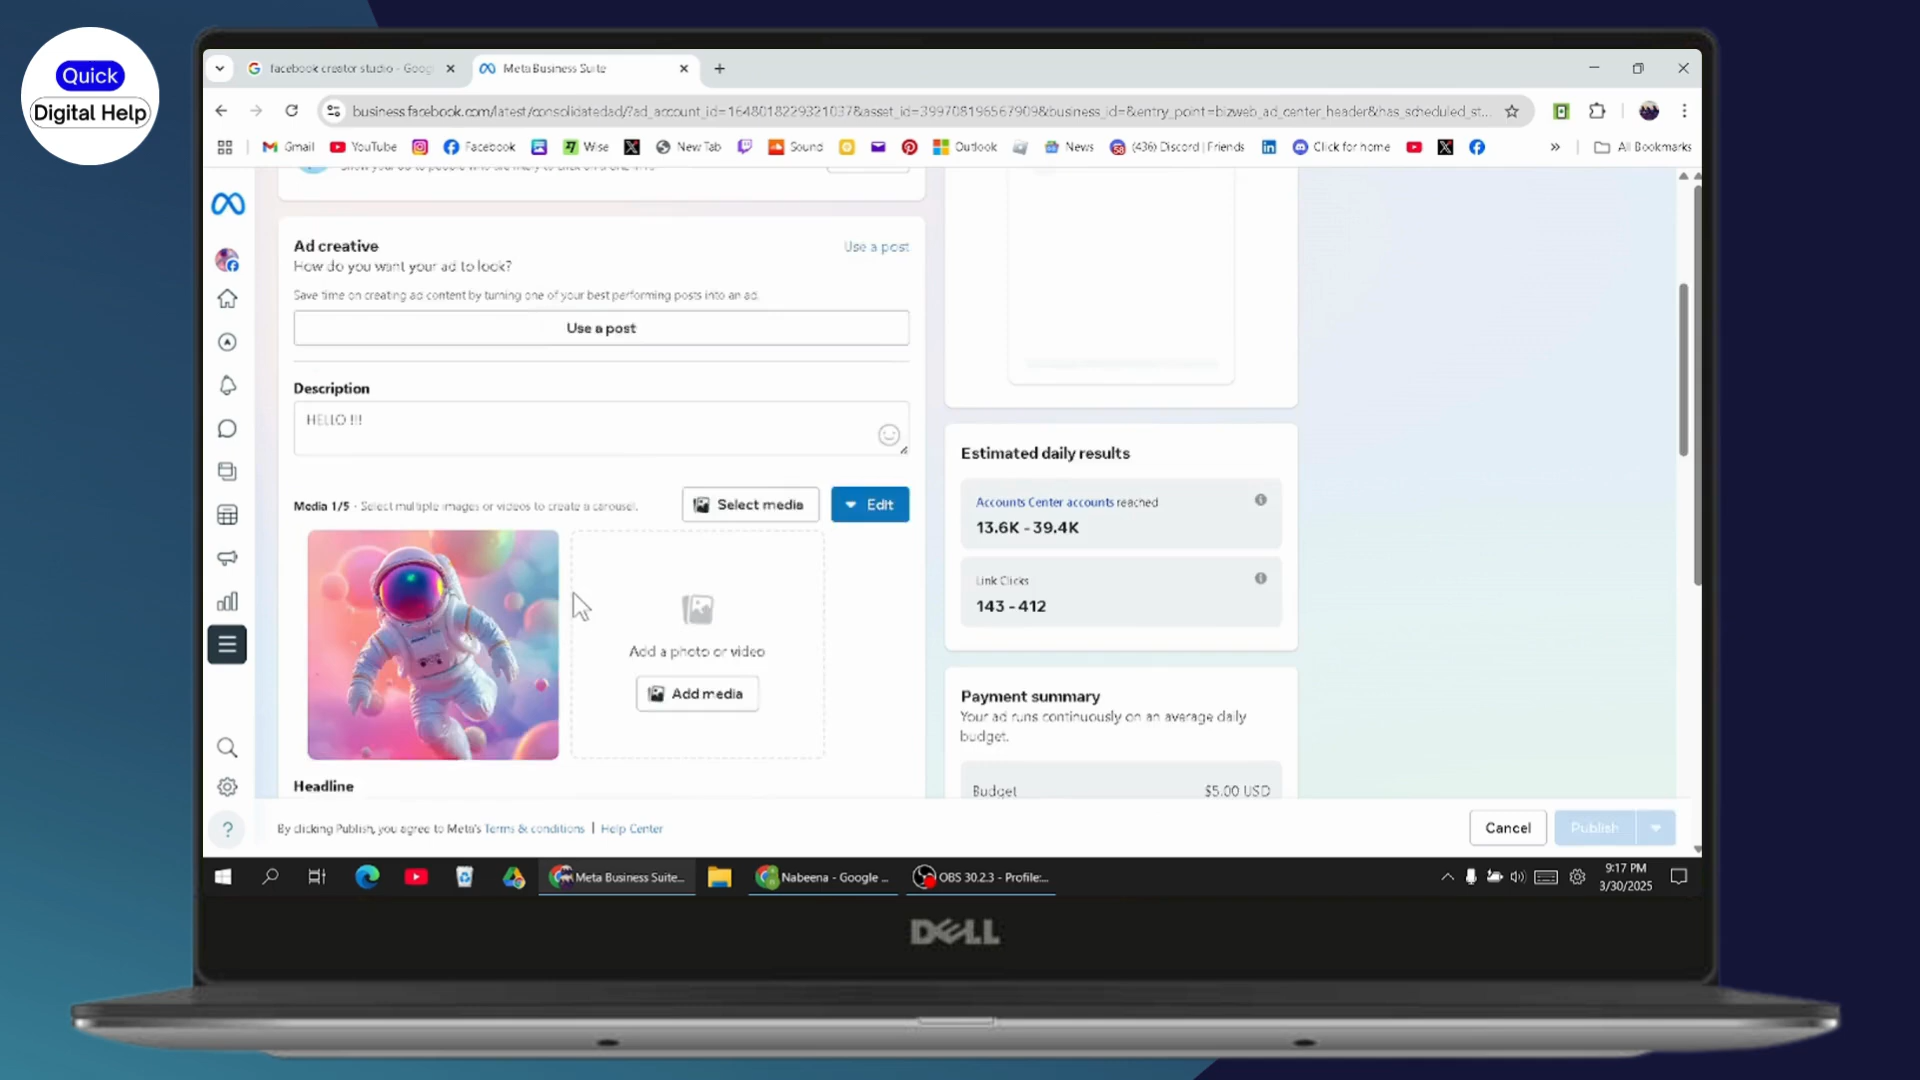 Quick
Digital Help
facebook creator studio - Goog
Meta Business Suite
business.facebook.com/latest/consolidatedad/?ad_account_id=1648018229321037&asset_id=399708196567909&business_id=&entry_point=bizweb_ad_center_header&has_scheduled_st...
Gmail
YouTube
Facebook
Wise
New Tab
Sound
Outlook
News
(436) Discord | Friends
Click for home
»
All Bookmarks
Ad creative
Use a post
How do you want your ad to look?
Save time on creating ad content by turning one of your best performing posts into an ad.
Use a post
Description
HELLO !!!
Media 1/5 · Select multiple images or videos to create a carousel.
Select media
Edit
Add a photo or video
Add media
Headline
Estimated daily results
Accounts Center accounts reached
13.6K - 39.4K
Link Clicks
143 - 412
Payment summary
Your ad runs continuously on an average daily
budget.
Budget
$5.00 USD
By clicking Publish, you agree to Meta's Terms & conditions | Help Center
Cancel
Publish
Meta Business Suite...
Nabeena - Google ...
OBS 30.2.3 - Profile:...
9:17 PM
3/30/2025
DELL